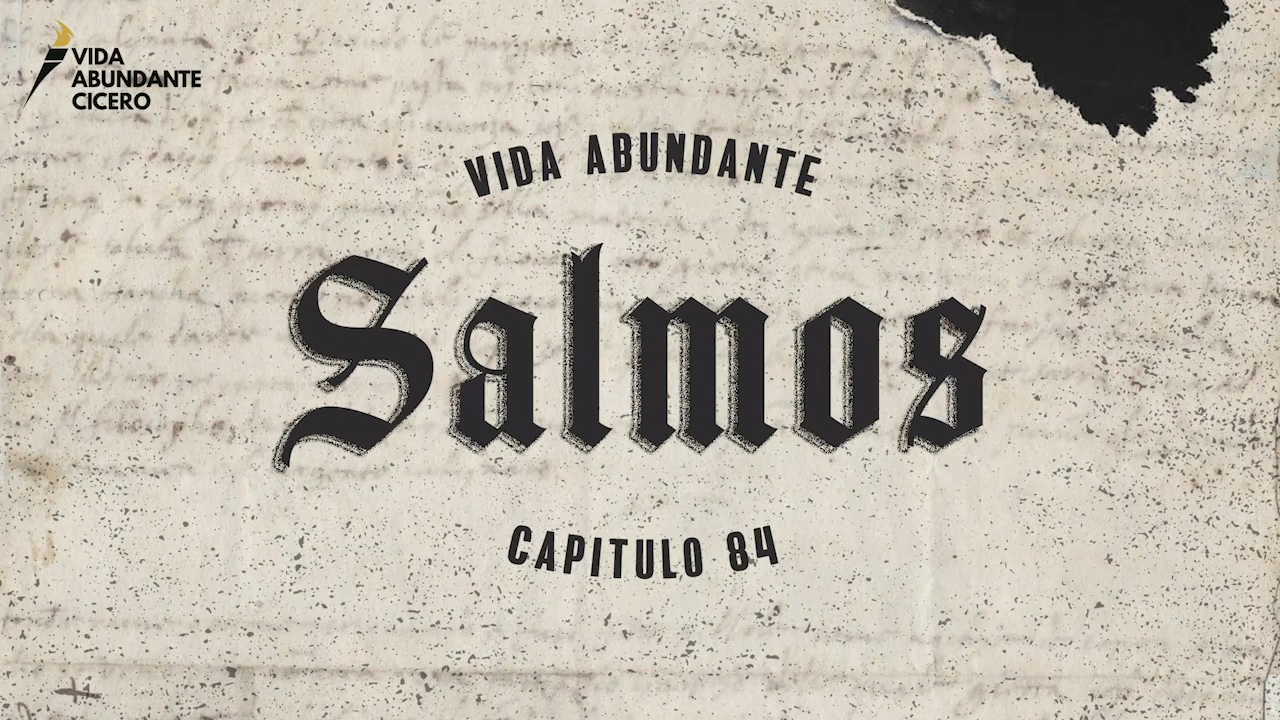 VIDA
ABUNDANTE
CICERO
VIDA ABUNDANTE
Salmos
CAPITULO 84